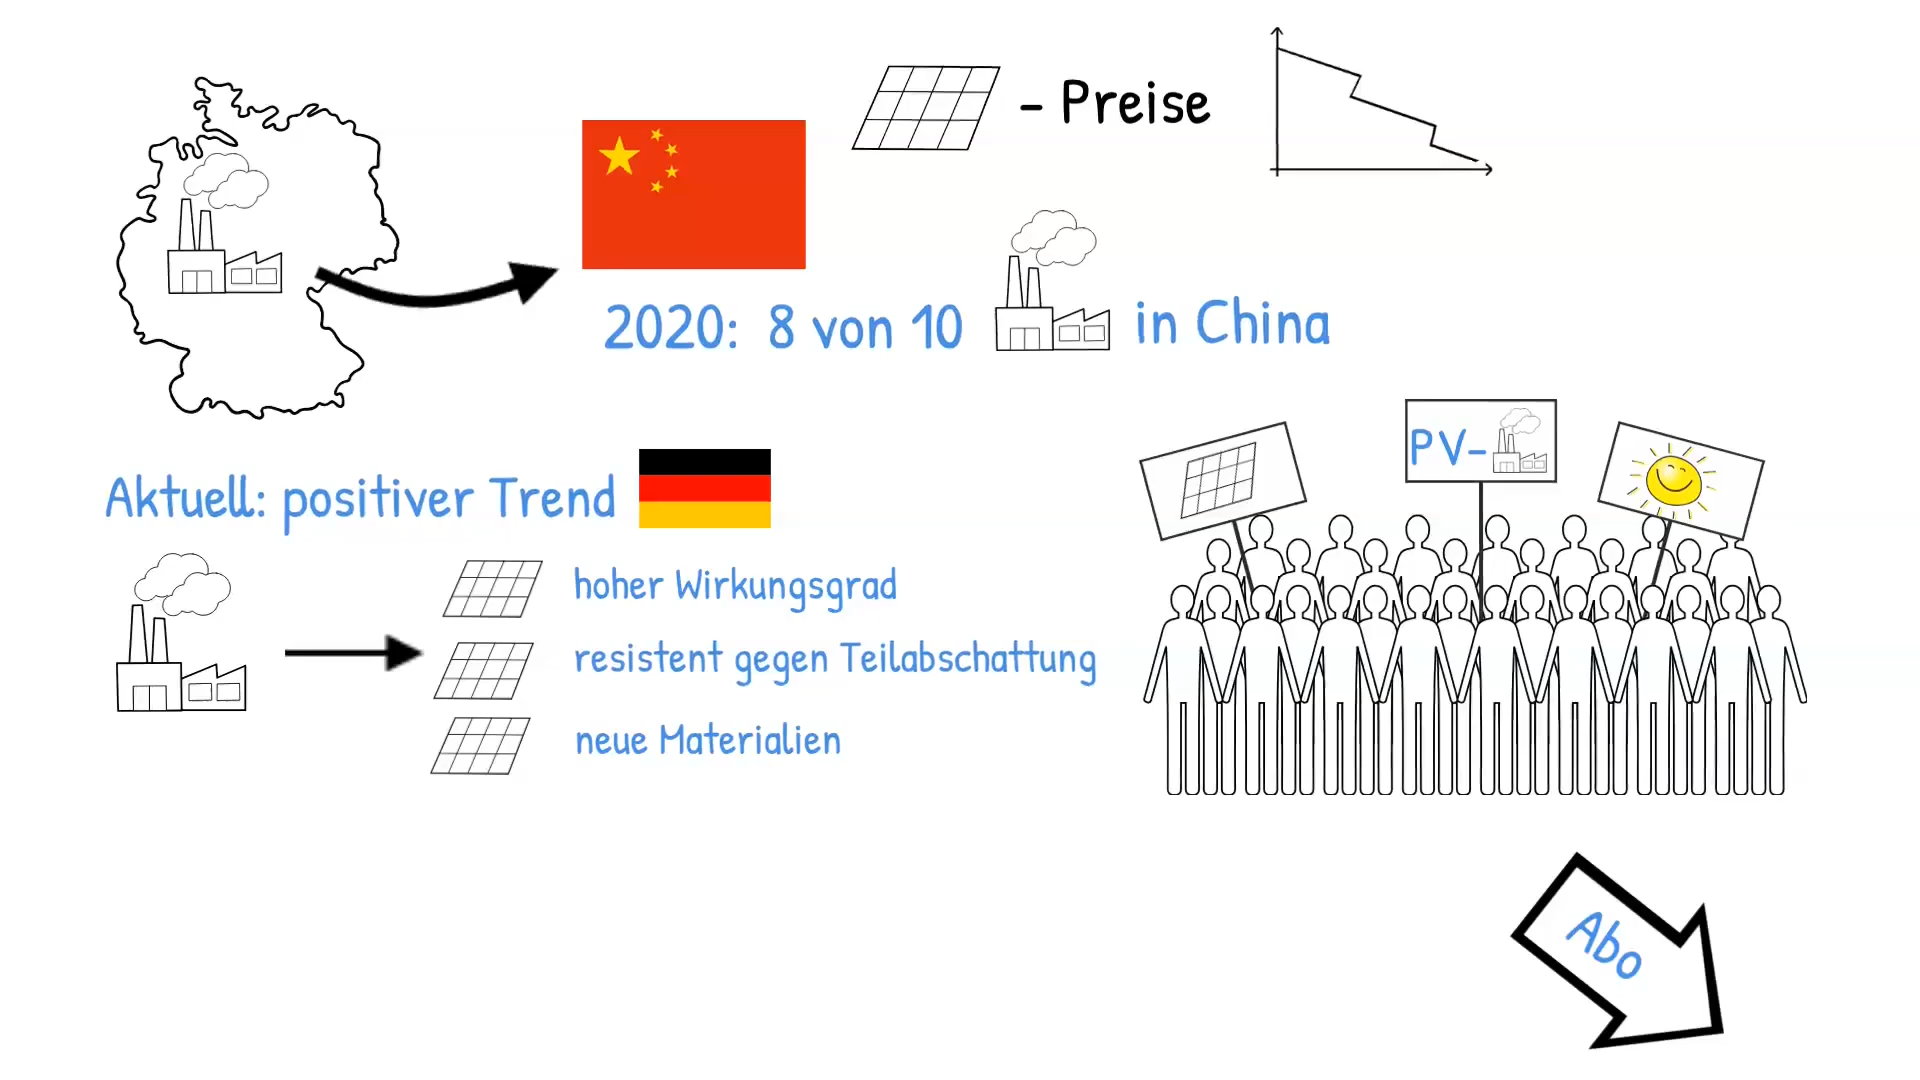 - Preise
2020: 8 von 10 in China
PV-
Aktuell: positiver Trend
hoher Wirkungsgrad
resistent gegen Teilabschattung
neue Materialien
Abo